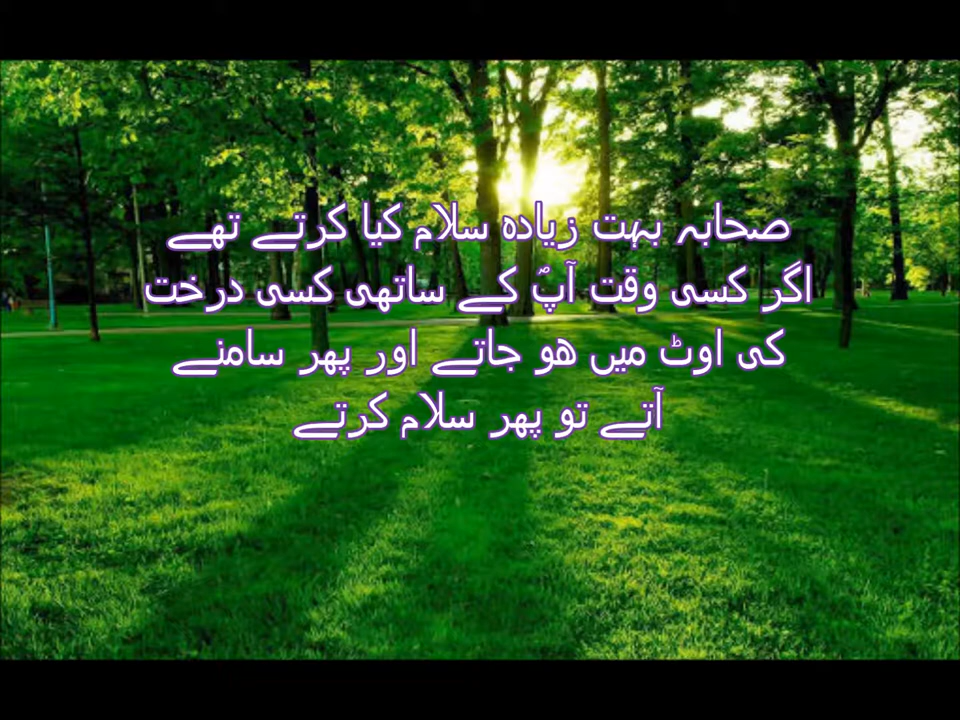 صحابہ بہت زیادہ سلام کیا کرتے تھے
اگر کسی وقت آپؐ کے ساتھی کسی درخت
کی اوٹ میں ھو جاتے اور پھر سامنے
آتے تو پھر سلام کرتے